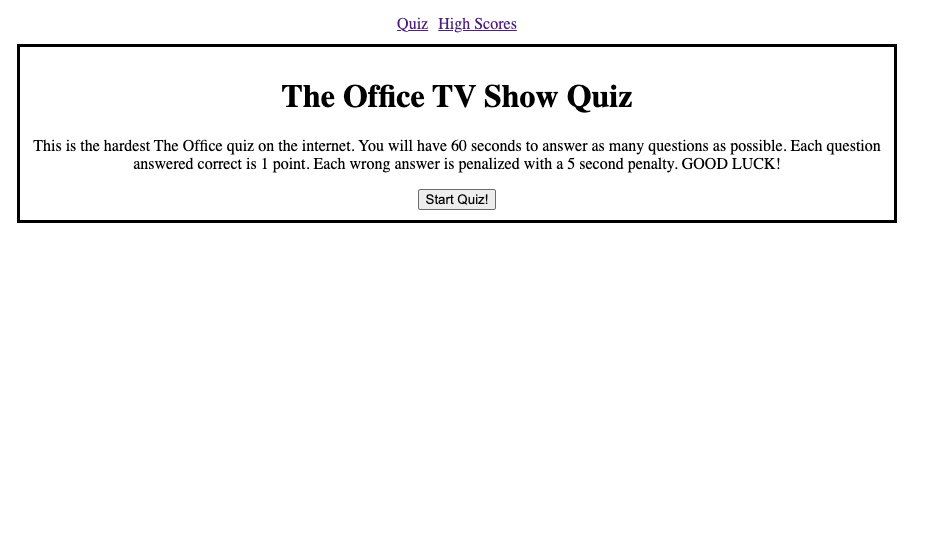 Quiz High Scores
The Office TV Show Quiz
This is the hardest The Office quiz on the internet. You will have 60 seconds to answer as many questions as possible. Each question
answered correct is 1 point. Each wrong answer is penalized with a 5 second penalty. GOOD LUCK!
Start Quiz!